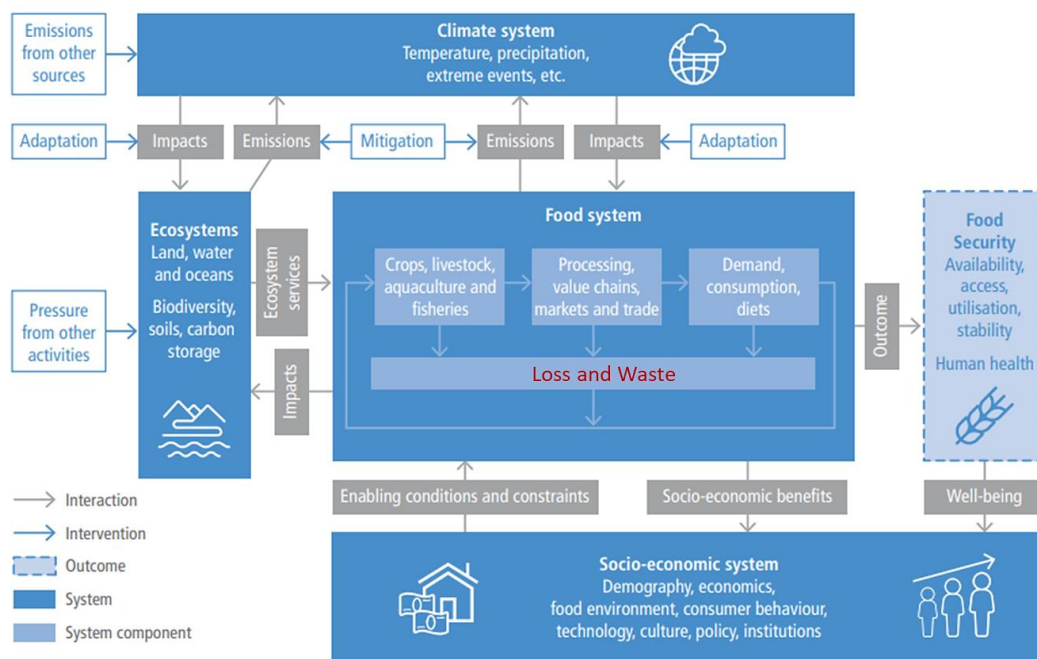 Emissions
from other
sources
Climate system
Temperature, precipitation,
extreme events, etc.
Adaptation
Impacts
Emissions
Mitigation
Emissions
Impacts
Adaptation
Ecosystems
Land, water
and oceans
Biodiversity,
soils, carbon
storage
Pressure
from other
activities
Ecosystem
services
Impacts
Food system
Crops, livestock,
aquaculture and
fisheries
Processing,
value chains,
markets and trade
Demand,
consumption,
diets
Loss and Waste
Outcome
Food
Security
Availability,
access,
utilisation,
stability
Human health
Enabling conditions and constraints
Socio-economic benefits
Well-being
Interaction
Intervention
Outcome
System
System component
Socio-economic system
Demography, economics,
food environment, consumer behaviour,
technology, culture, policy, institutions